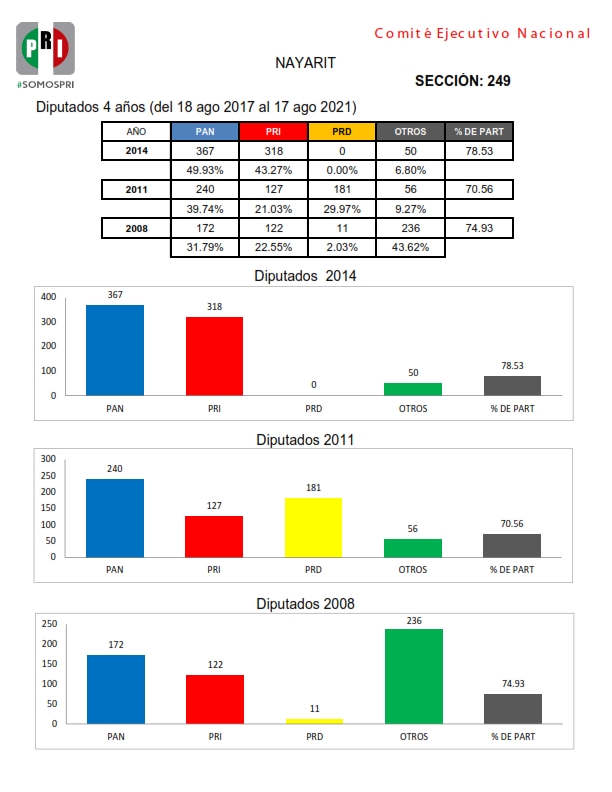 Comité Ejecutivo Nacional
PRI
#SOMOSPRI
NAYARIT
SECCIÓN: 249
Diputados 4 años (del 18 ago 2017 al 17 ago 2021)
AÑO PAN PRI PRD OTROS % DE PART
2014 367 318 0 50 78.53
49.93% 43.27% 0.00% 6.80%
2011 240 127 181 56 70.56
39.74% 21.03% 29.97% 9.27%
2008 172 122 11 236 74.93
31.79% 22.55% 2.03% 43.62%
Diputados 2014
400
300
200
100
0
367
318
0
50
78.53
PAN PRI PRD OTROS % DE PART
Diputados 2011
300
250
200
150
100
50
0
240
127
181
56
70.56
PAN PRI PRD OTROS % DE PART
Diputados 2008
250
200
150
100
50
0
172
122
11
236
74.93
PAN PRI PRD OTROS % DE PART